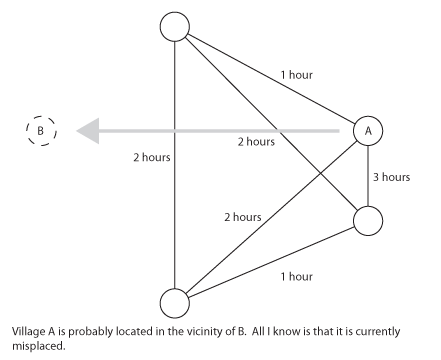 1 hour
B
A
2 hours
2 hours
3 hours
2 hours
1 hour
Village A is probably located in the vicinity of B. All I know is that it is currently
misplaced.